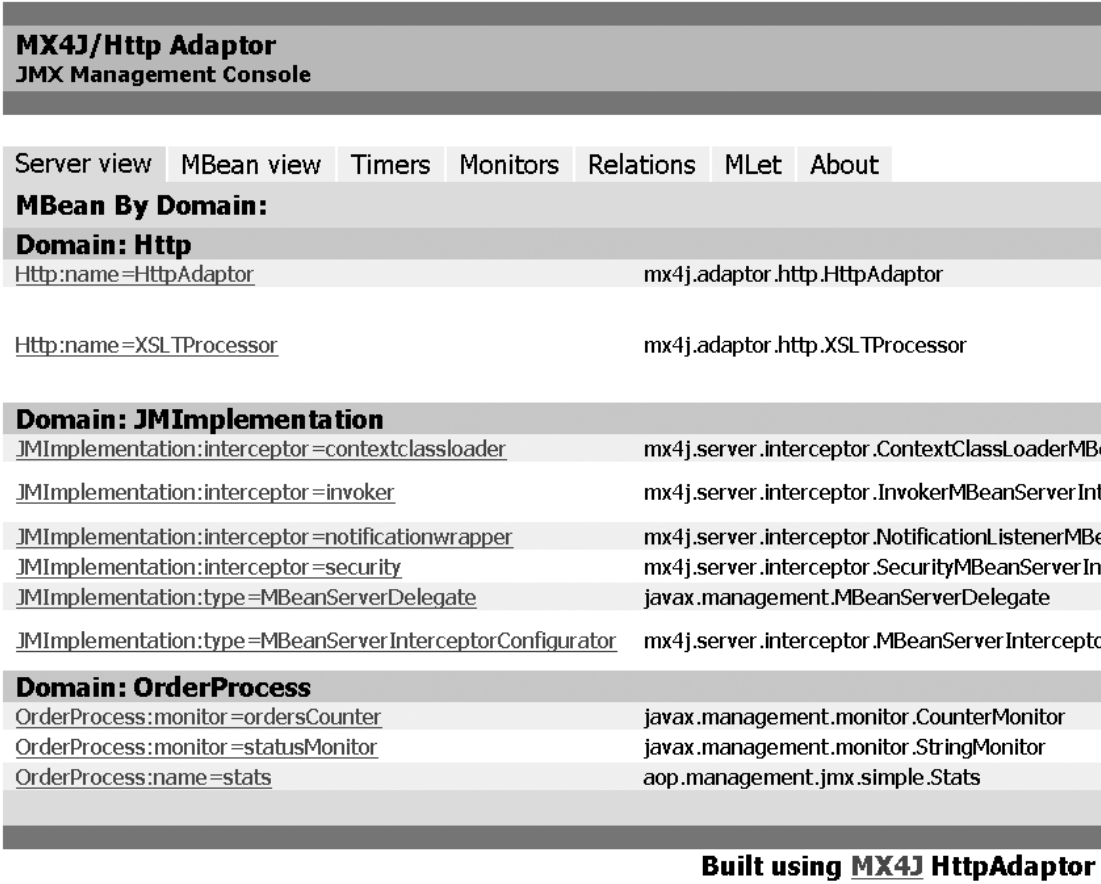 MX4J/Http Adaptor
JMX Management Console
Server view MBean view Timers Monitors Relations MLet About
MBean By Domain:
Domain: Http
Http:name=HttpAdaptor mx4j.adaptor.http.HttpAdaptor
Http:name=XSLTProcessor mx4j.adaptor.http.XSLTProcessor
Domain: JMImplementation
JMImplementation:interceptor=contextclassloader mx4j.server.interceptor.ContextClassLoaderMBe
JMImplementation:interceptor=invoker mx4j.server.interceptor.InvokerMBeanServerInt
JMImplementation:interceptor=notificationwrapper mx4j.server.interceptor.NotificationListenerMBe
JMImplementation:interceptor=security mx4j.server.interceptor.SecurityMBeanServerIn
JMImplementation:type=MBeanServerDelegate javax.management.MBeanServerDelegate
JMImplementation:type=MBeanServerInterceptorConfigurator mx4j.server.interceptor.MBeanServerIntercepto
Domain: OrderProcess
OrderProcess:monitor=ordersCounter javax.management.monitor.CounterMonitor
OrderProcess:monitor=statusMonitor javax.management.monitor.StringMonitor
OrderProcess:name=stats aop.management.jmx.simple.Stats
Built using MX4J HttpAdaptor